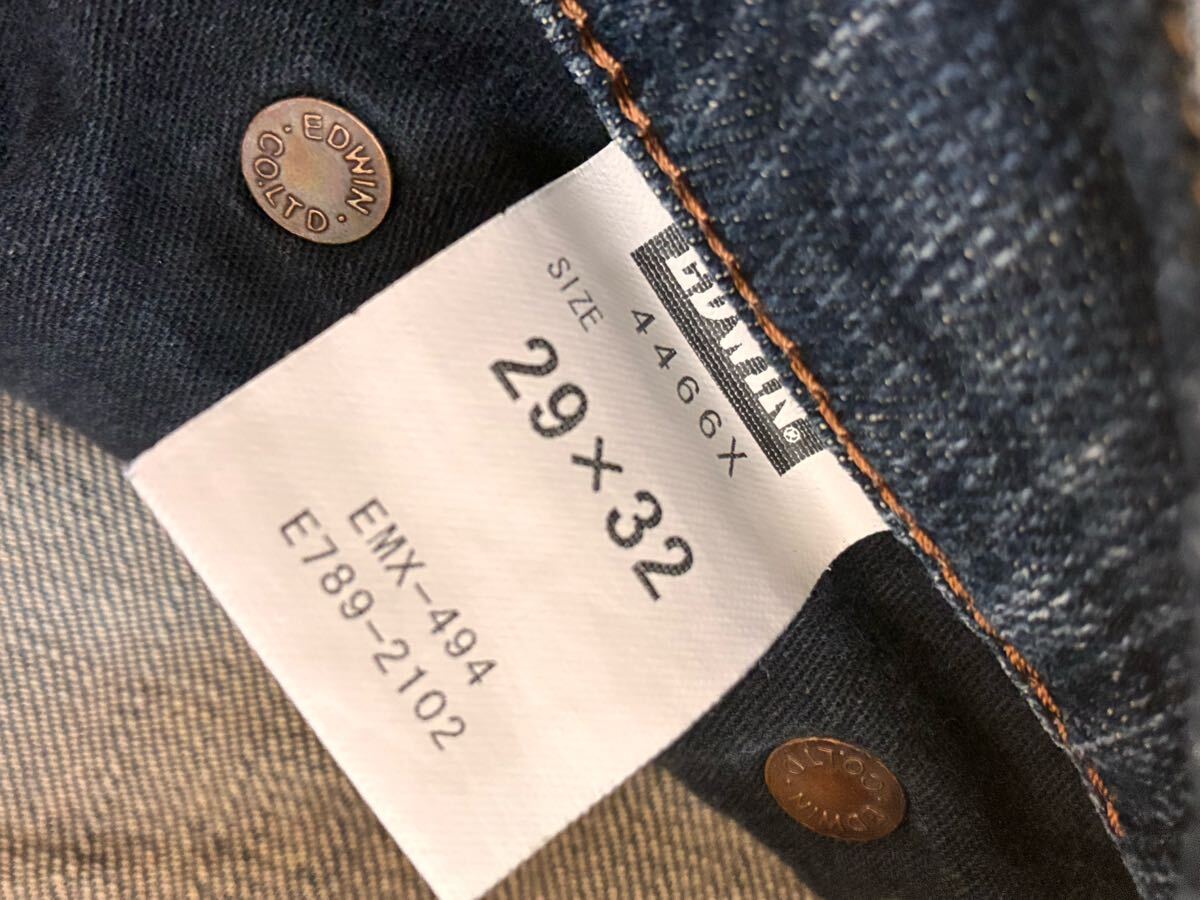 EDWIN
CO.LTD.
EDWIN®
4466X
SIZE
29×32
EMX-494
E789-2102
EDWIN
CO.LTD